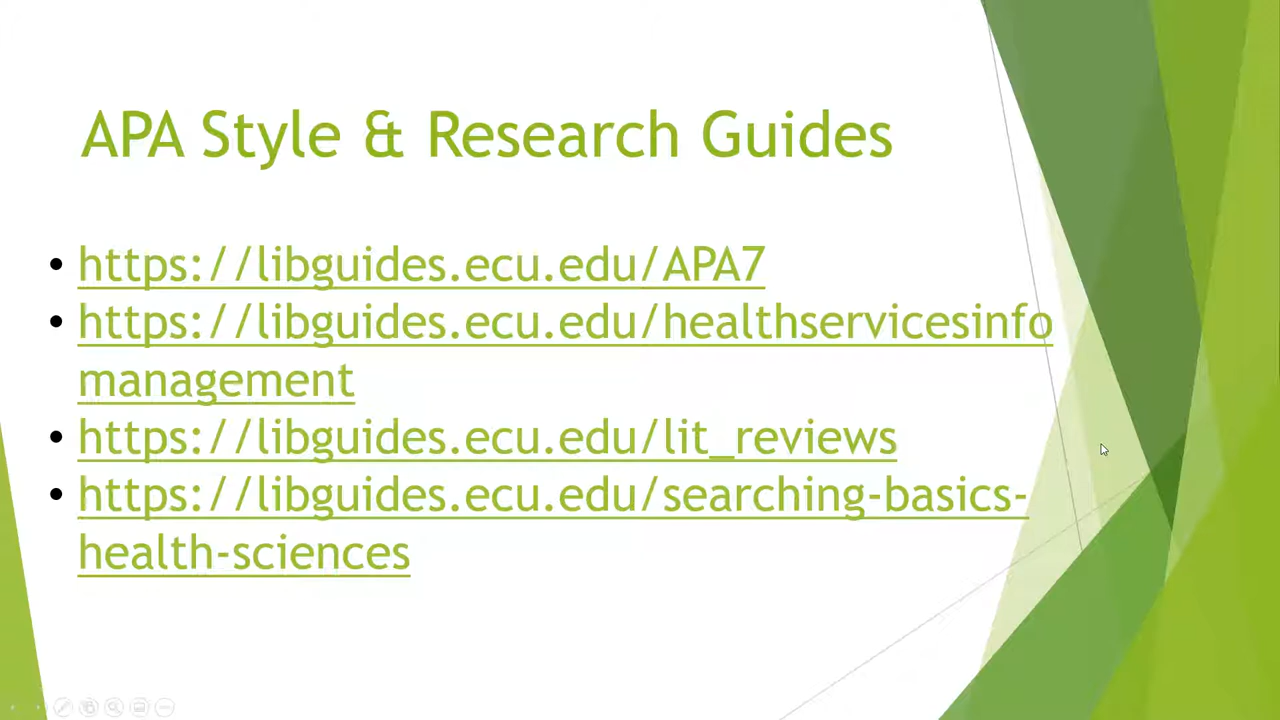 APA Style & Research Guides
• https://libguides.ecu.edu/APA7
• https://libguides.ecu.edu/healthservicesinfo
management
• https://libguides.ecu.edu/lit_reviews
• https://libguides.ecu.edu/searching-basics-
health-sciences